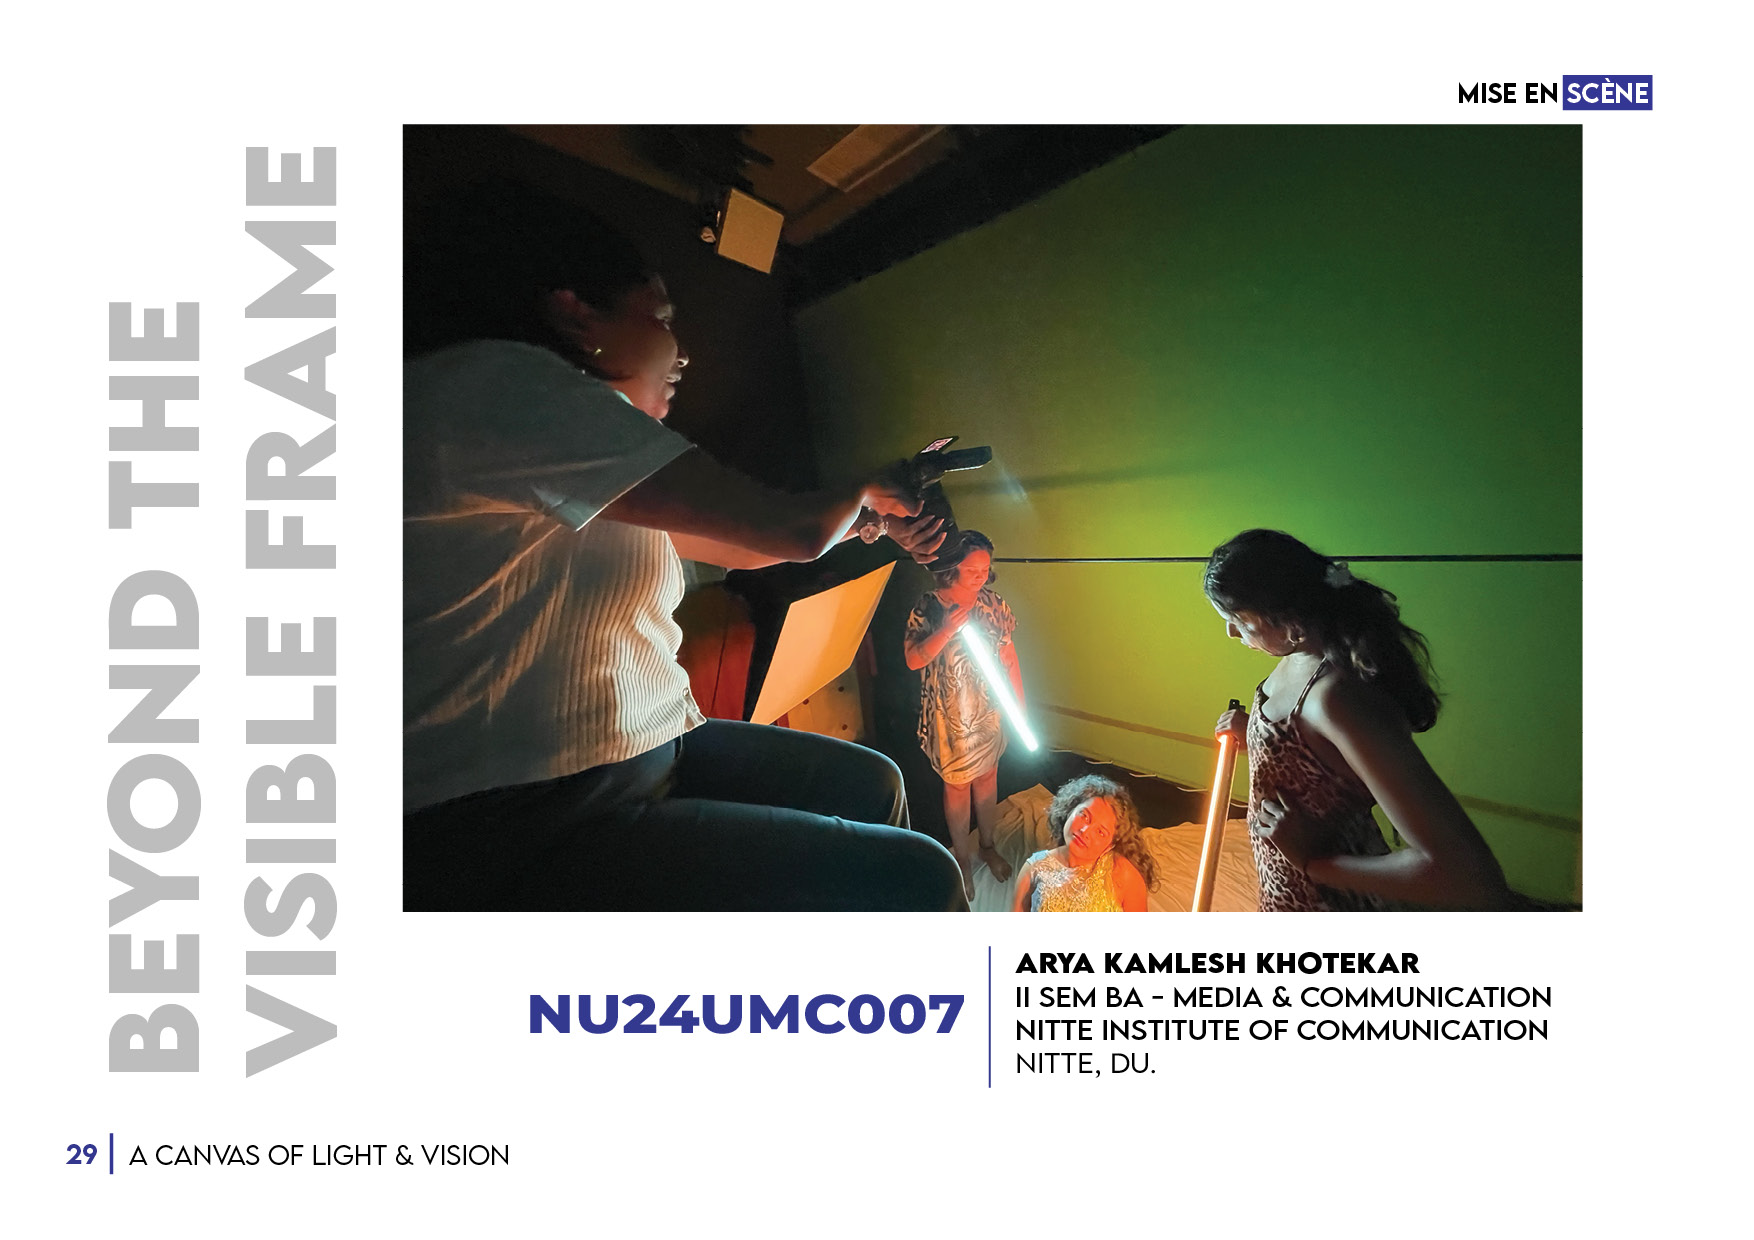 MISE EN SCÈNE
BEYOND THE
VISIBLE FRAME
NU24UMC007
ARYA KAMLESH KHOTEKAR
II SEM BA - MEDIA & COMMUNICATION
NITTE INSTITUTE OF COMMUNICATION
NITTE, DU.
29 | A CANVAS OF LIGHT & VISION